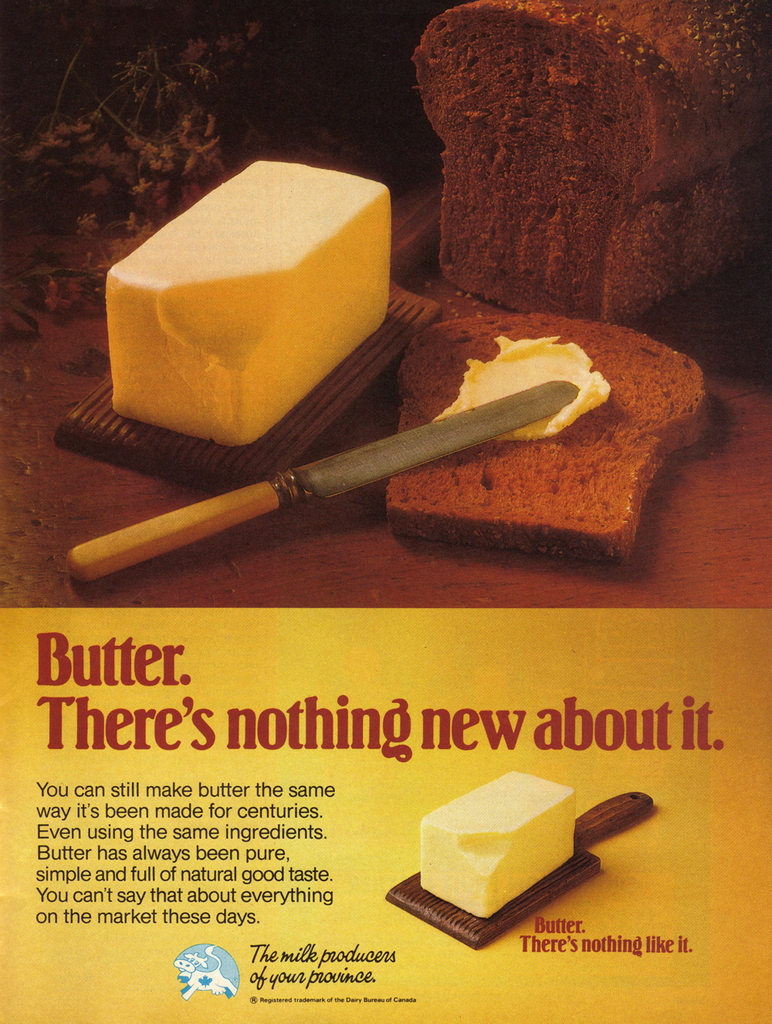 Butter.
There's nothing new about it.
You can still make butter the same
way it's been made for centuries.
Even using the same ingredients.
Butter has always been pure,
simple and full of natural good taste.
You can't say that about everything
on the market these days.
Butter.
There's nothing like it.
The milk producers
of your province.
® Registered trademark of the Dairy Bureau of Canada